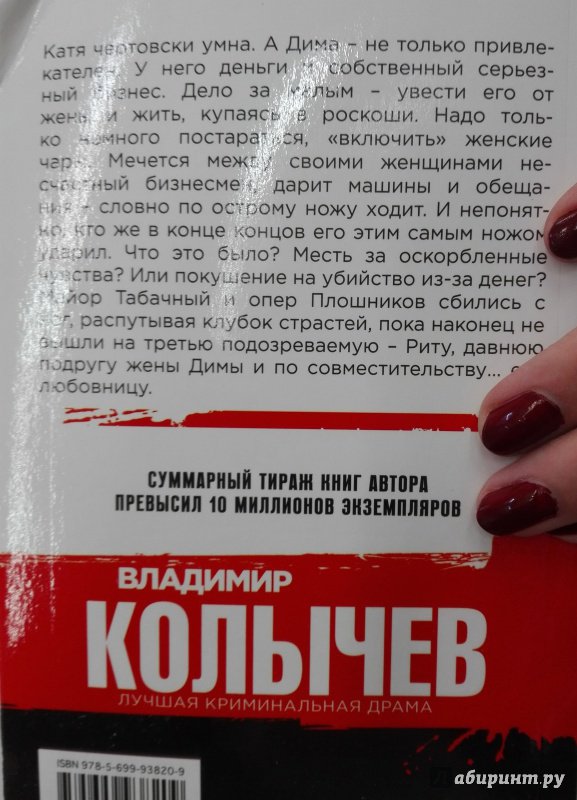 Катя чертовски умна. А Дима – не только привле-
кателен. У него деньги и собственный серьез-
ный бизнес. Дело за малым – увести его от
жены и жить, купаясь в роскоши. Надо толь-
ко немного постараться, «включить» женские
чары. Мечется между своими женщинами не-
счастный бизнесмен, дарит машины и обеща-
ния – словно по острому ножу ходит. И непонят-
но, кто же в конце концов его этим самым ножом
ударил. Что это было? Месть за оскорбленные
чувства? Или покушение на убийство из-за денег?
Майор Табачный и опер Плошников сбились с
ног, распутывая клубок страстей, пока наконец не
вышли на третью подозреваемую – Риту, давнюю
подругу жены Димы и по совместительству...
любовницу.
СУММАРНЫЙ ТИРАЖ КНИГ АВТОРА
ПРЕВЫСИЛ 10 МИЛЛИОНОВ ЭКЗЕМПЛЯРОВ
ВЛАДИМИР
КОЛЫЧЕВ
ЛУЧШАЯ КРИМИНАЛЬНАЯ ДРАМА
ISBN 978-5-699-93820-9
Лабиринт.ру